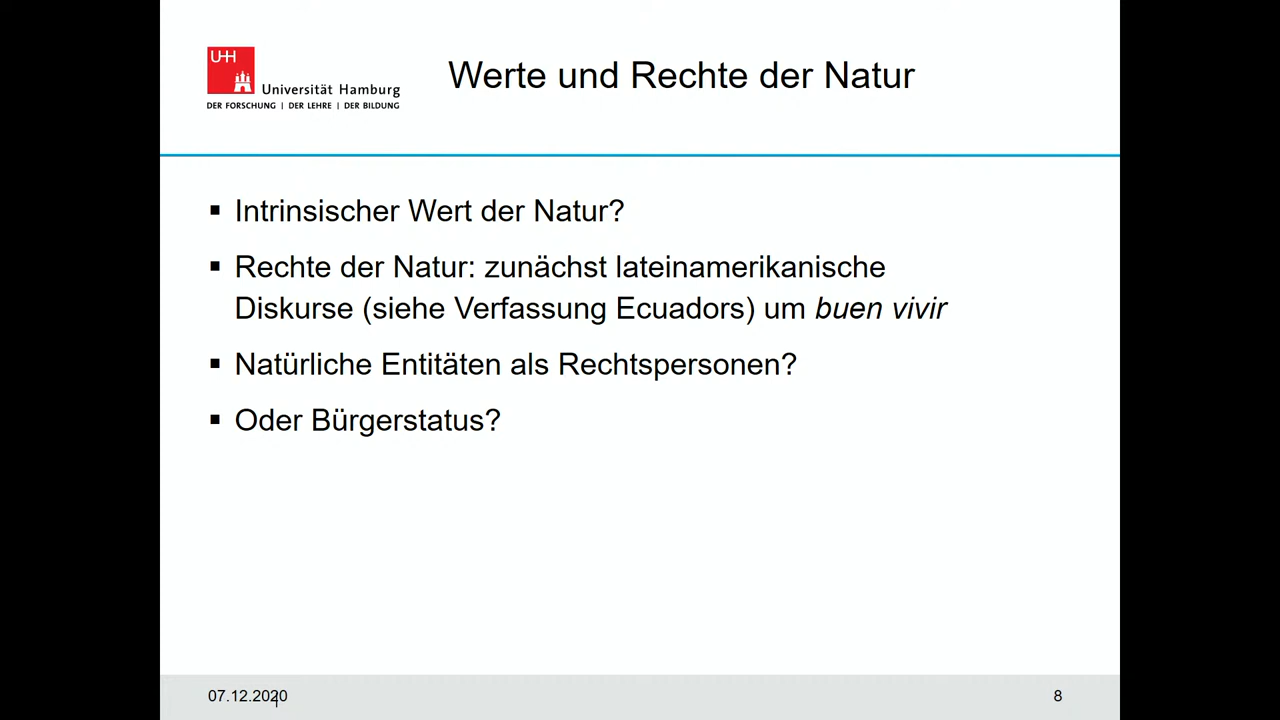 UHH
Universität Hamburg
DER FORSCHUNG | DER LEHRE | DER BILDUNG
Werte und Rechte der Natur
▪ Intrinsischer Wert der Natur?
▪ Rechte der Natur: zunächst lateinamerikanische
Diskurse (siehe Verfassung Ecuadors) um buen vivir
▪ Natürliche Entitäten als Rechtspersonen?
▪ Oder Bürgerstatus?
07.12.2020
8